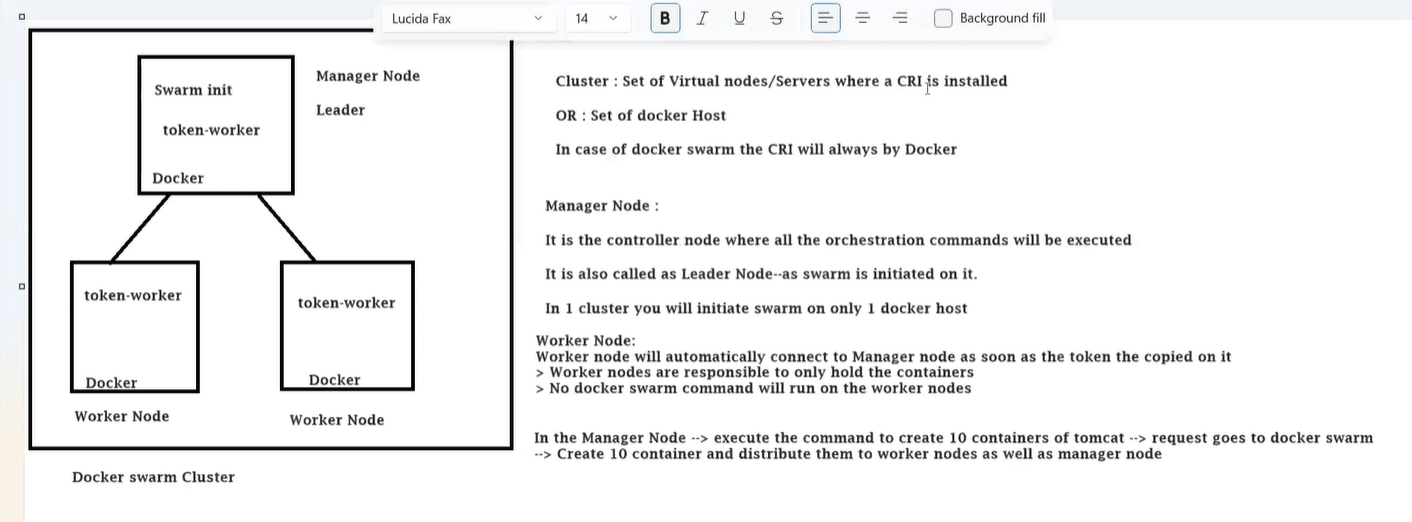 Lucida Fax 14 B I U S Background fill
Swarm init
token-worker
Docker
Manager Node
Leader
token-worker
Docker
Worker Node
token-worker
Docker
Worker Node
Docker swarm Cluster
Cluster : Set of Virtual nodes/Servers where a CRI is installed
OR : Set of docker Host
In case of docker swarm the CRI will always by Docker
Manager Node :
It is the controller node where all the orchestration commands will be executed
It is also called as Leader Node--as swarm is initiated on it.
In 1 cluster you will initiate swarm on only 1 docker host
Worker Node:
Worker node will automatically connect to Manager node as soon as the token the copied on it
> Worker nodes are responsible to only hold the containers
> No docker swarm command will run on the worker nodes
In the Manager Node --> execute the command to create 10 containers of tomcat --> request goes to docker swarm
--> Create 10 container and distribute them to worker nodes as well as manager node